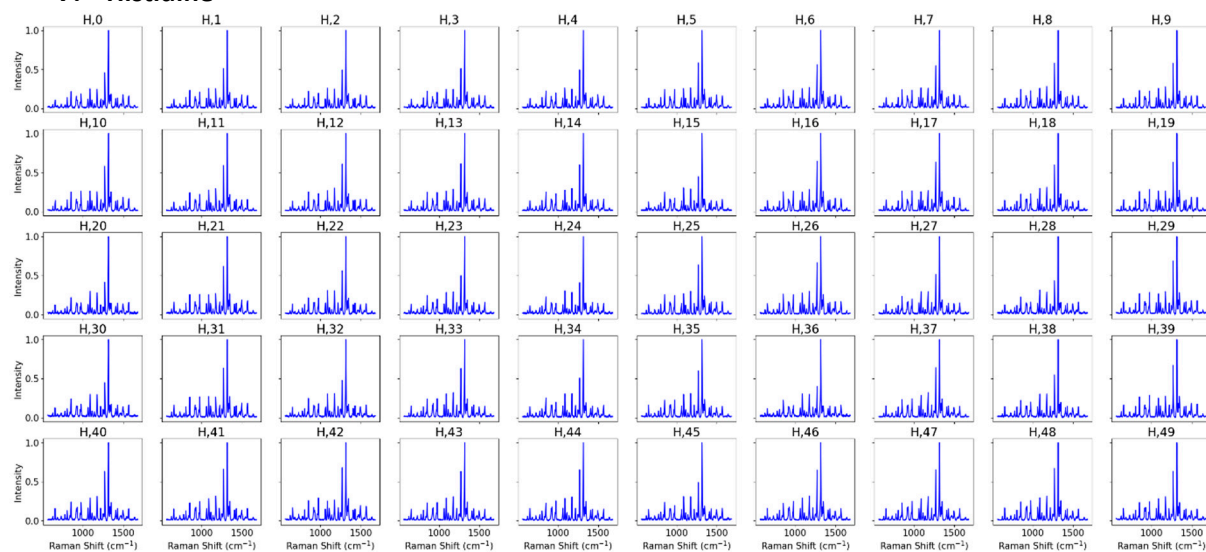 H,0 H,1 H,2 H,3 H,4 H,5 H,6 H,7 H,8 H,9
1.0
Intensity
0.5
0.0
H,10 H,11 H,12 H,13 H,14 H,15 H,16 H,17 H,18 H,19
1.0
Intensity
0.5
0.0
H,20 H,21 H,22 H,23 H,24 H,25 H,26 H,27 H,28 H,29
1.0
Intensity
0.5
0.0
H,30 H,31 H,32 H,33 H,34 H,35 H,36 H,37 H,38 H,39
1.0
Intensity
0.5
0.0
H,40 H,41 H,42 H,43 H,44 H,45 H,46 H,47 H,48 H,49
1.0
Intensity
0.5
0.0
1000 1500 1000 1500 1000 1500 1000 1500 1000 1500 1000 1500 1000 1500 1000 1500 1000 1500 1000 1500
Raman Shift (cm⁻¹) Raman Shift (cm⁻¹) Raman Shift (cm⁻¹) Raman Shift (cm⁻¹) Raman Shift (cm⁻¹) Raman Shift (cm⁻¹) Raman Shift (cm⁻¹) Raman Shift (cm⁻¹) Raman Shift (cm⁻¹) Raman Shift (cm⁻¹)